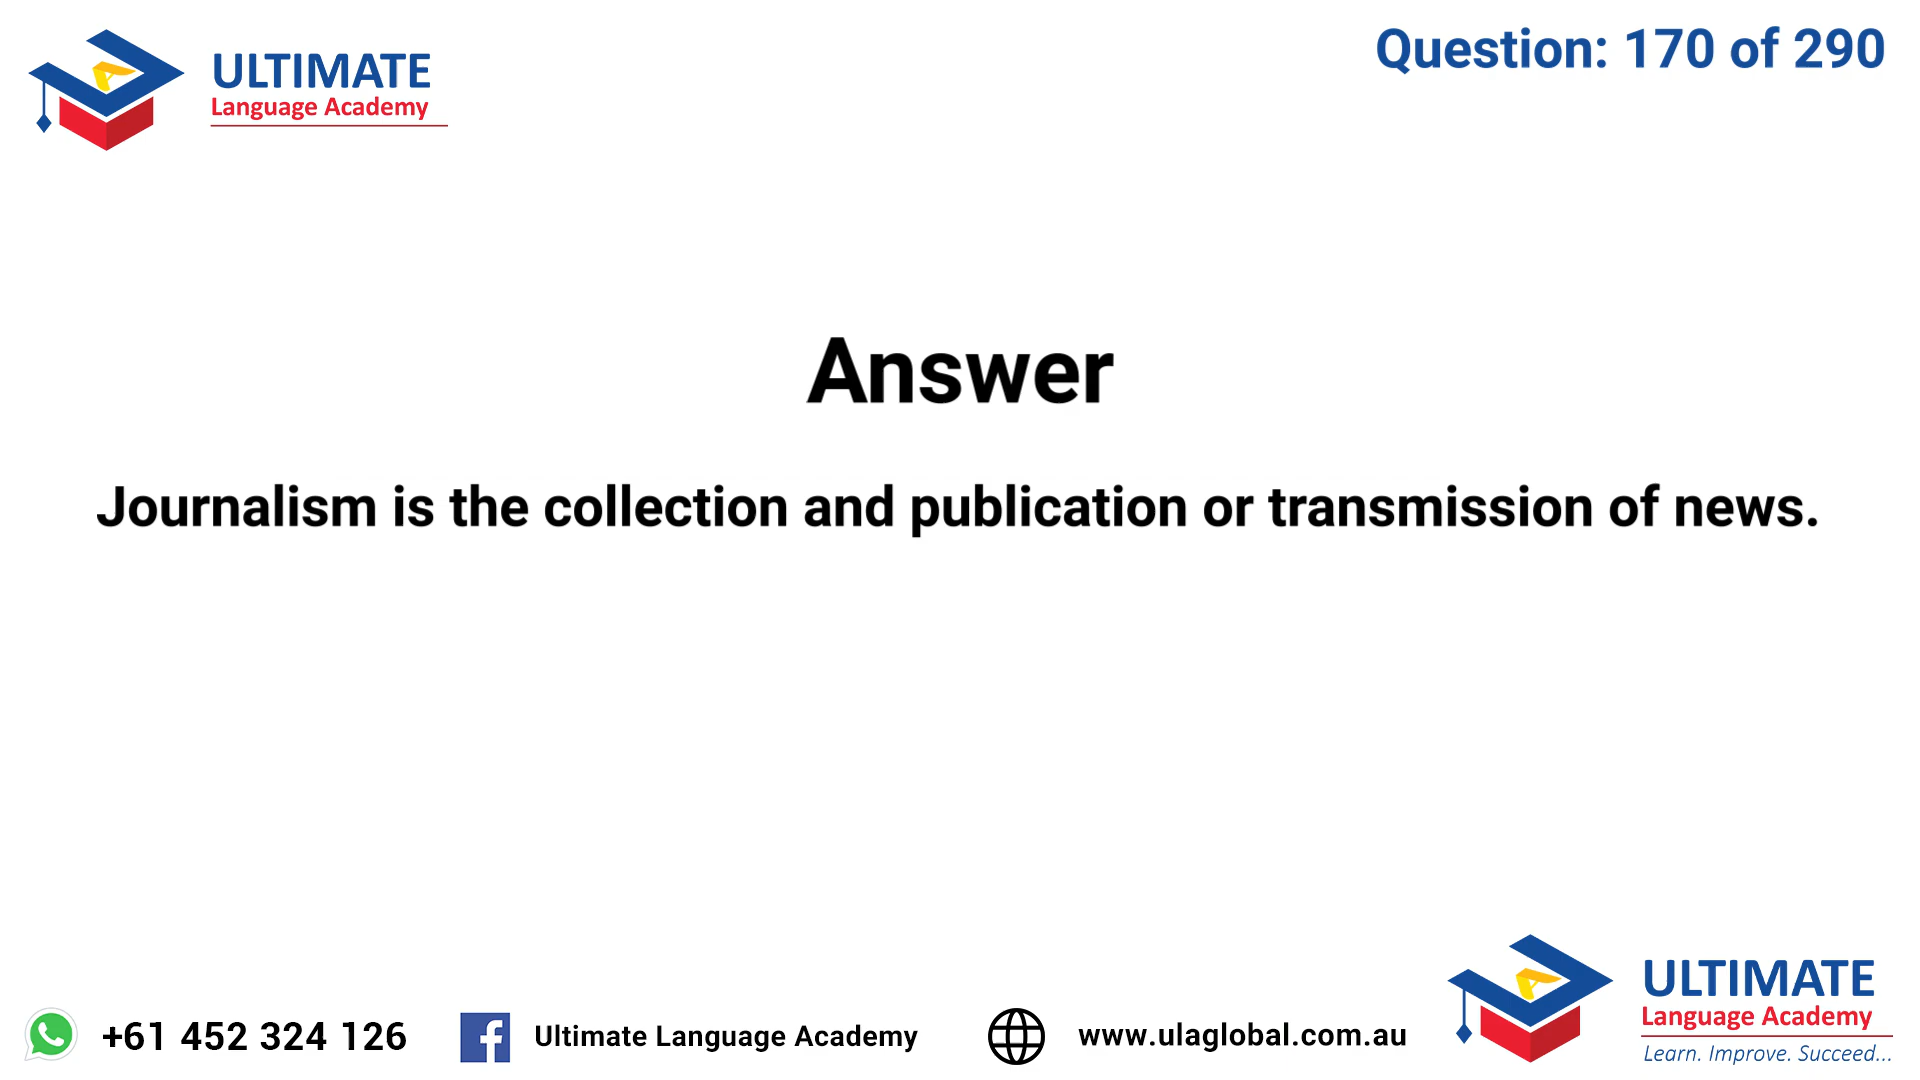 ULTIMATE
Language Academy
Question: 170 of 290
Answer
Journalism is the collection and publication or transmission of news.
+61 452 324 126
Ultimate Language Academy
www.ulaglobal.com.au
ULTIMATE
Language Academy
Learn. Improve. Succeed...